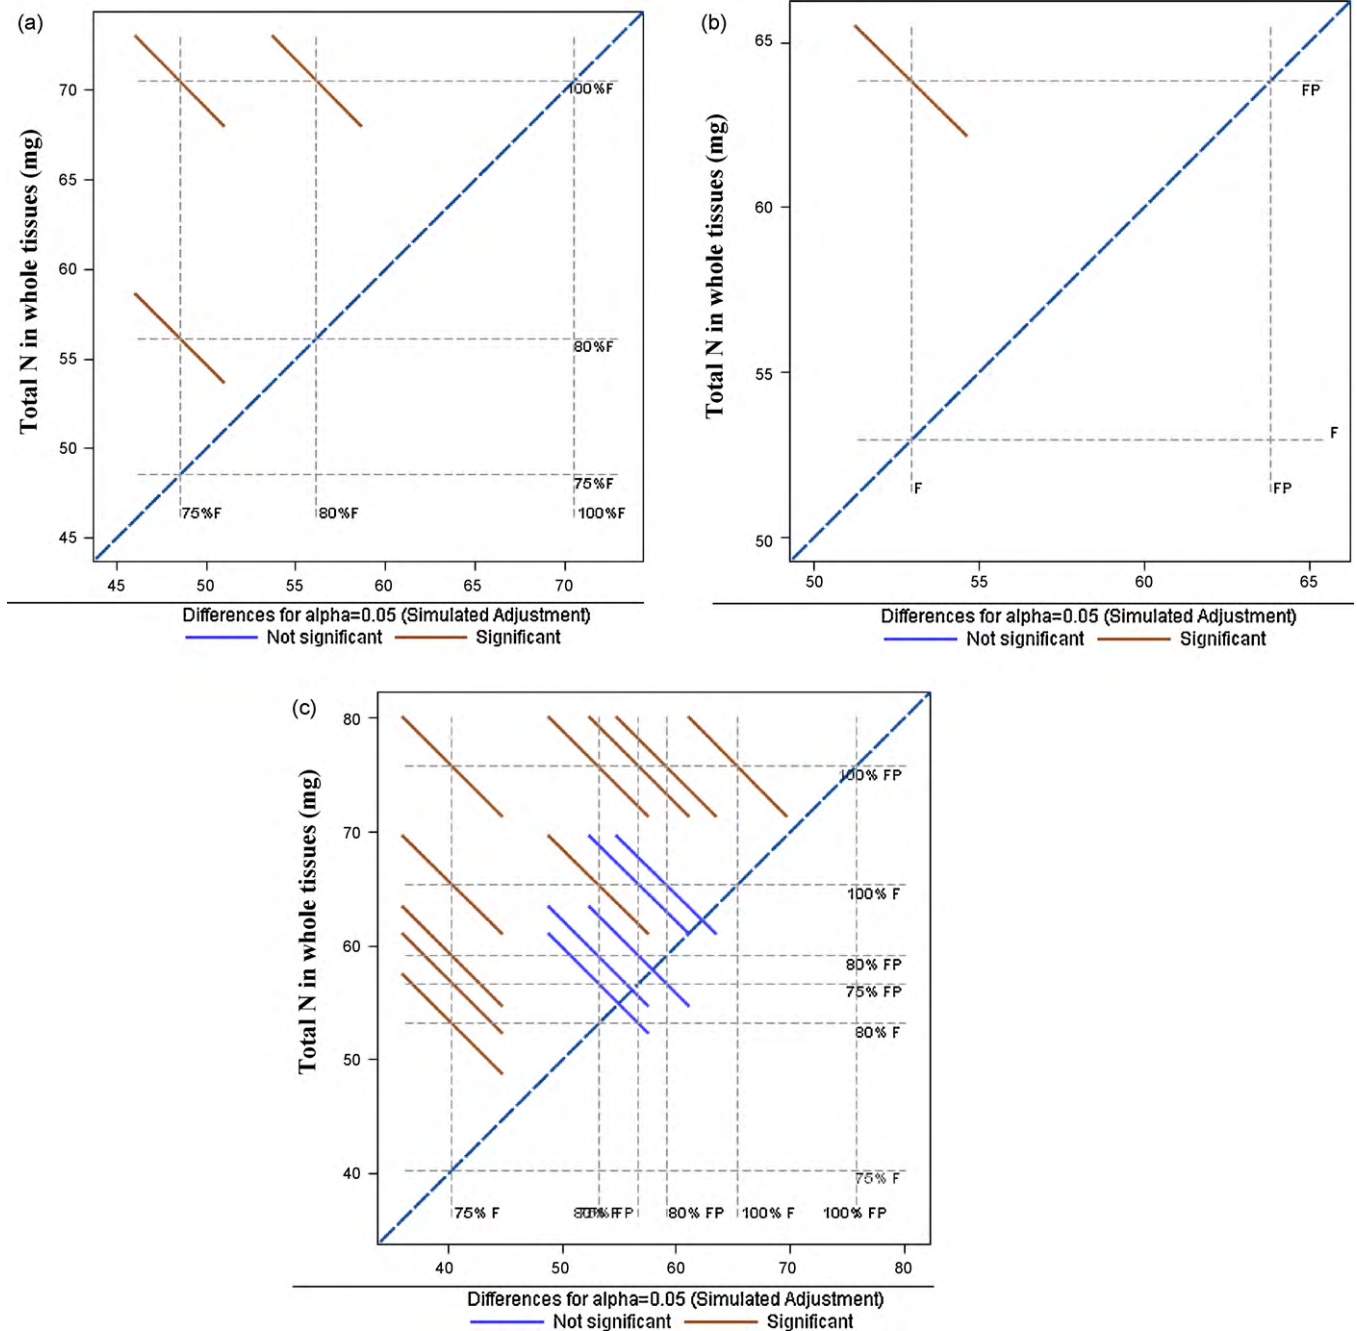 (a)
Total N in whole tissues (mg)
70
65
60
55
50
45
100%F
80%F
75%F
75%F 80%F 100%F
45 50 55 60 65 70
Differences for alpha=0.05 (Simulated Adjustment)
Not significant Significant
(b)
Total N in whole tissues (mg)
65
60
55
50
FP
F
F FP
50 55 60 65
Differences for alpha=0.05 (Simulated Adjustment)
Not significant Significant
(c)
Total N in whole tissues (mg)
80
70
60
50
40
100% FP
100% F
80% FP
75% FP
80% F
75% F
75% F 80% FP 100% F 100% FP
40 50 60 70 80
Differences for alpha=0.05 (Simulated Adjustment)
Not significant Significant